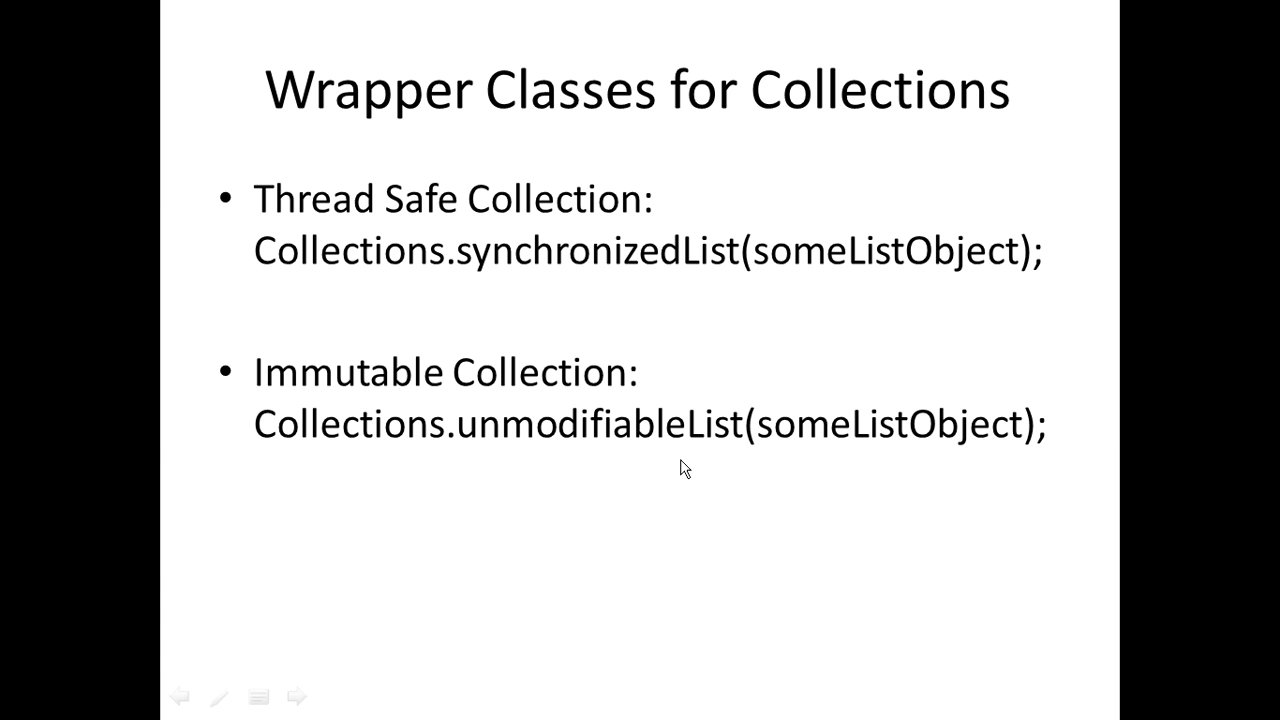 Wrapper Classes for Collections
• Thread Safe Collection:
Collections.synchronizedList(someListObject);
• Immutable Collection:
Collections.unmodifiableList(someListObject);